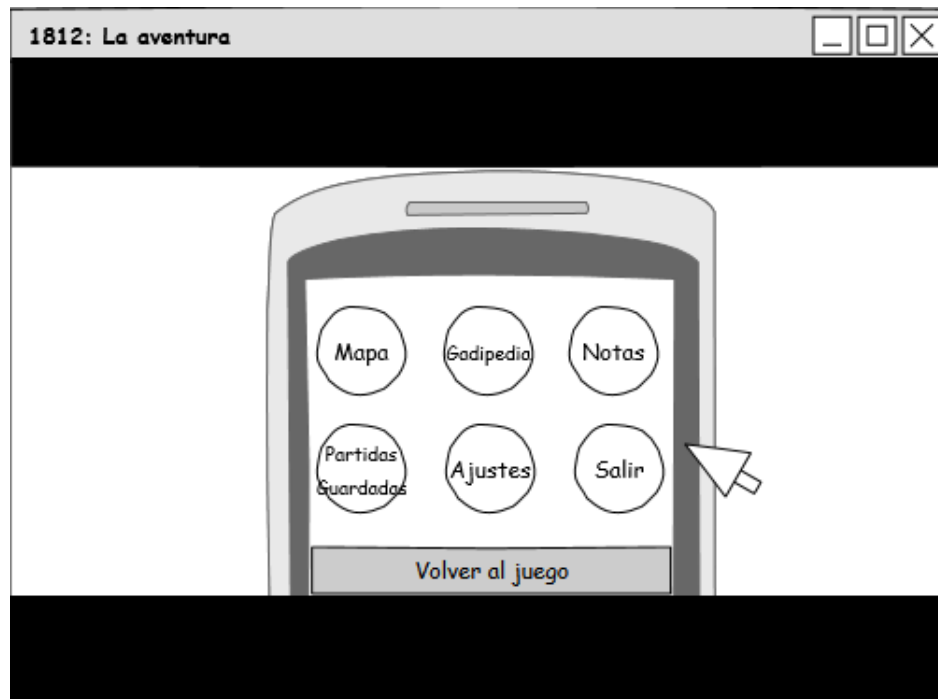 1812: La aventura
Mapa
Gadipedia
Notas
Partidas
Guardadas
Ajustes
Salir
Volver al juego